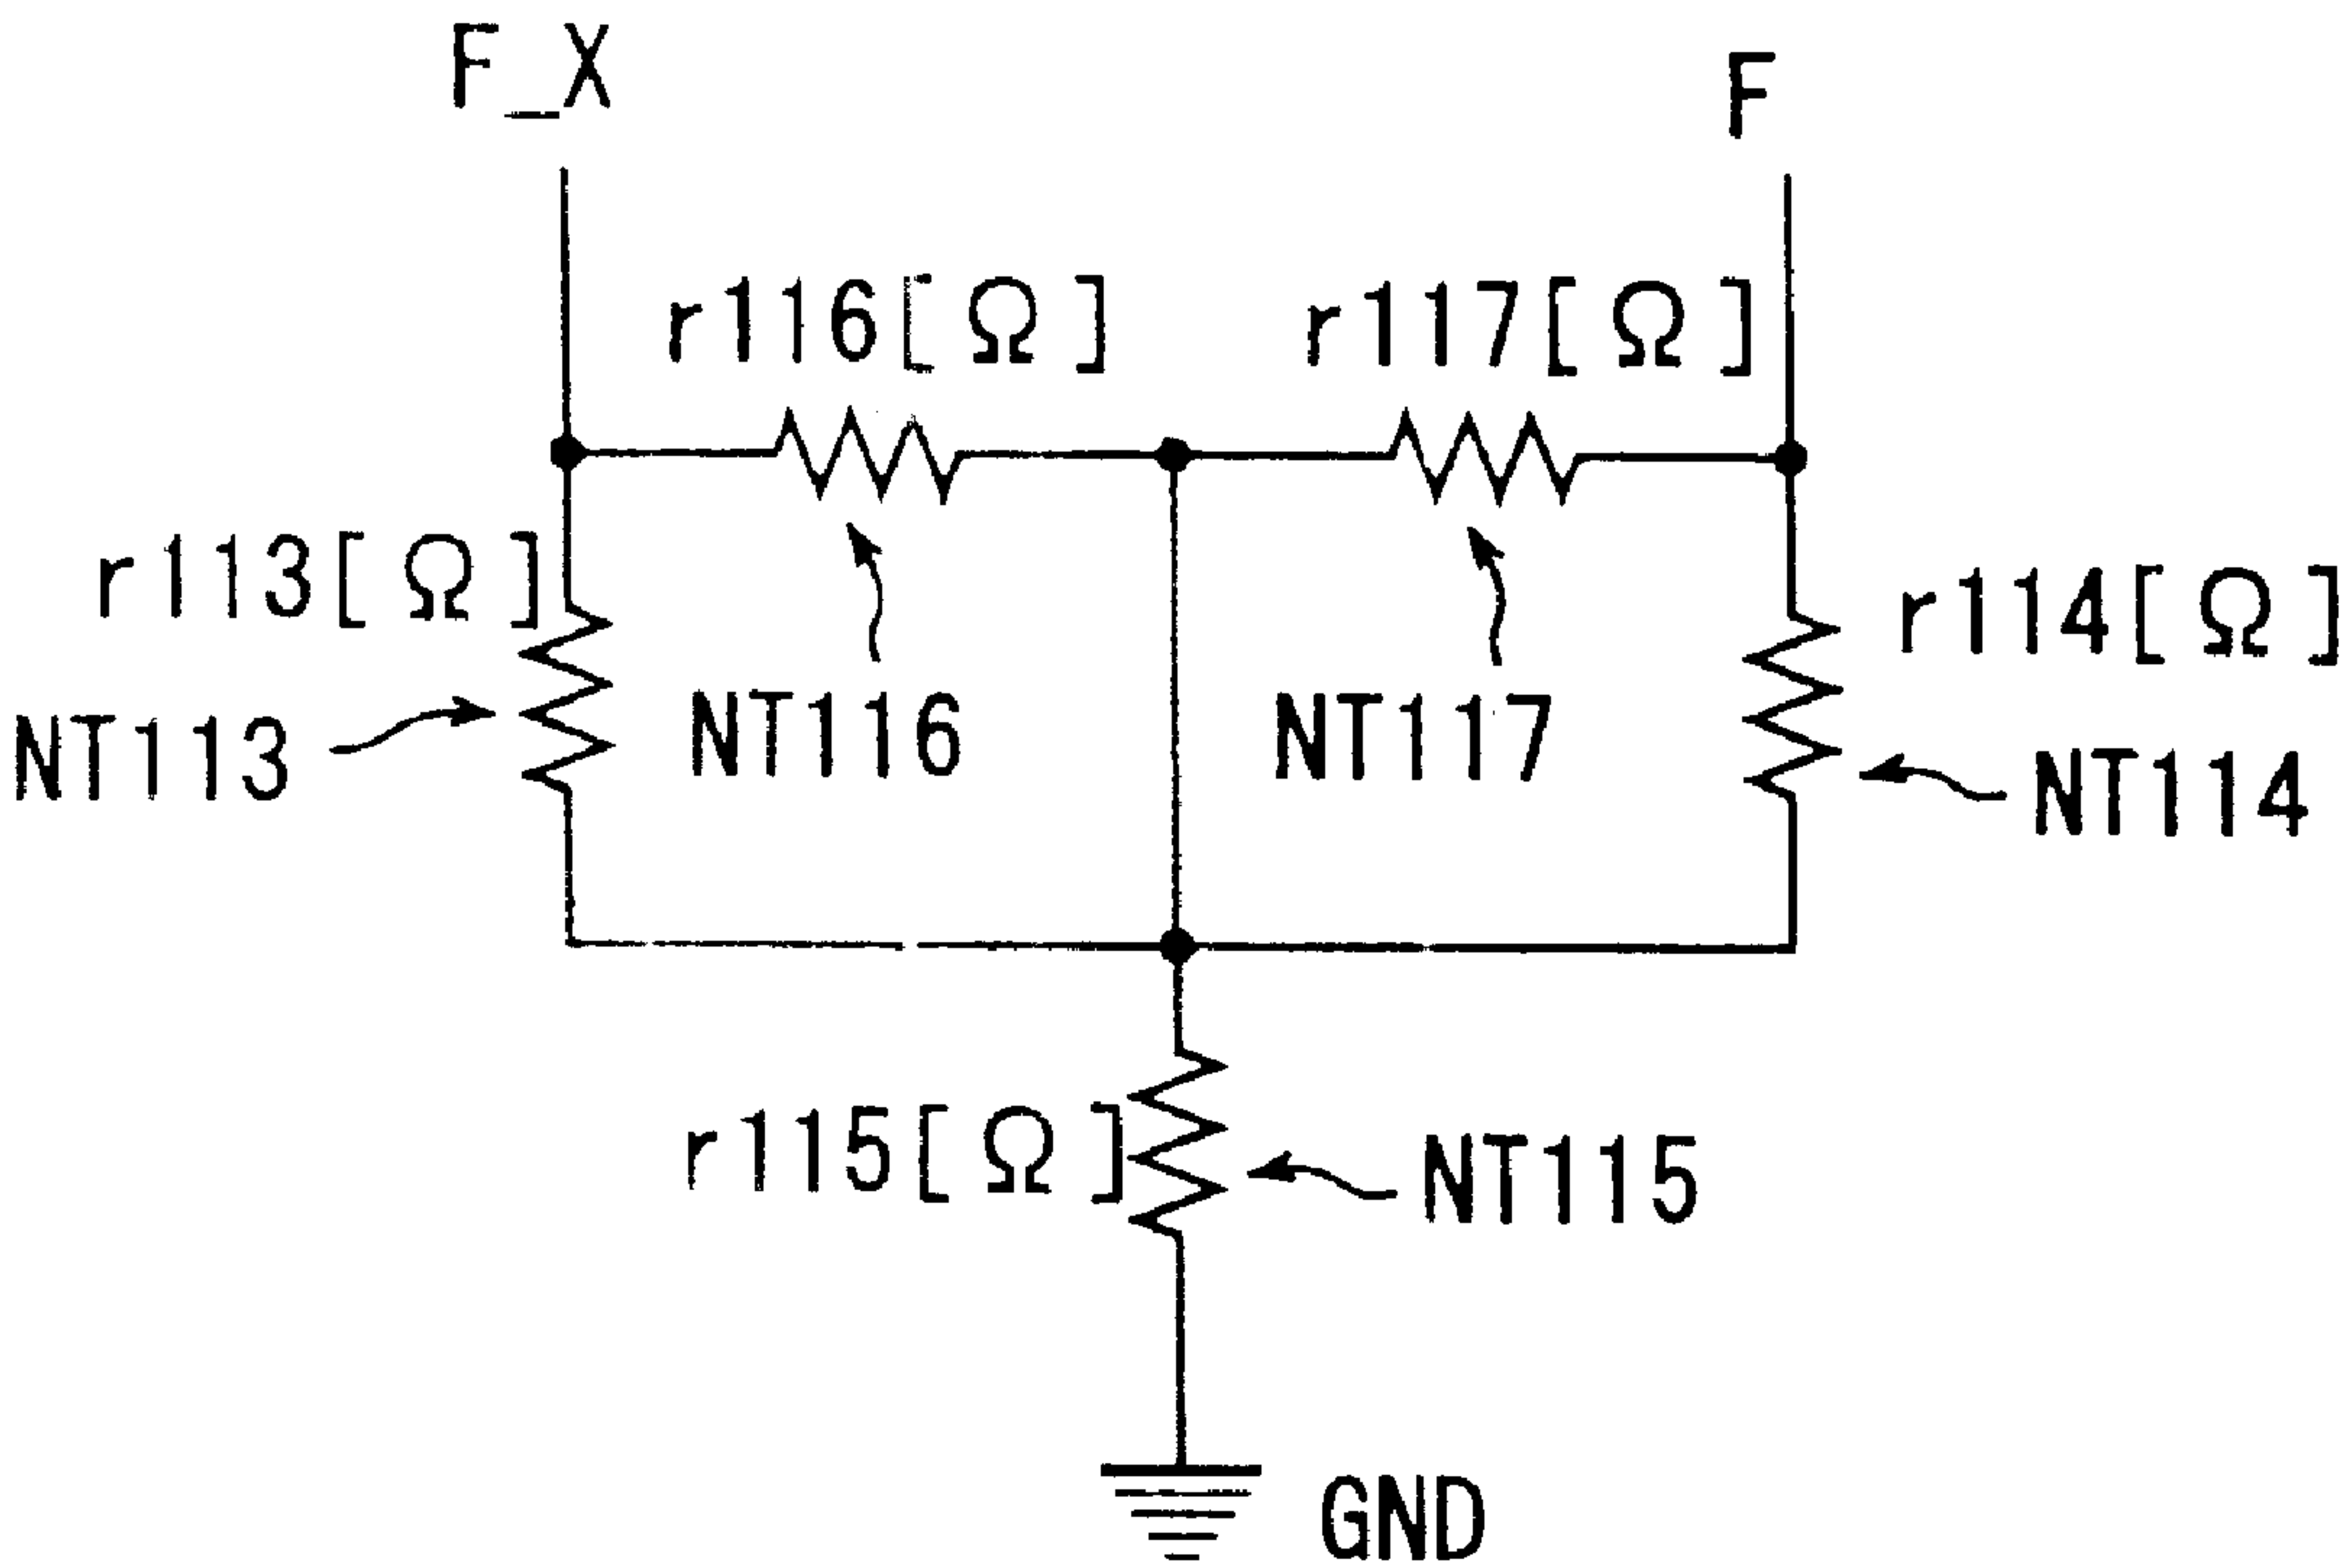 F_X
F
r116[Ω]
r117[Ω]
r113[Ω]
r114[Ω]
NT113
NT116
NT117
NT114
r115[Ω]
NT115
GND